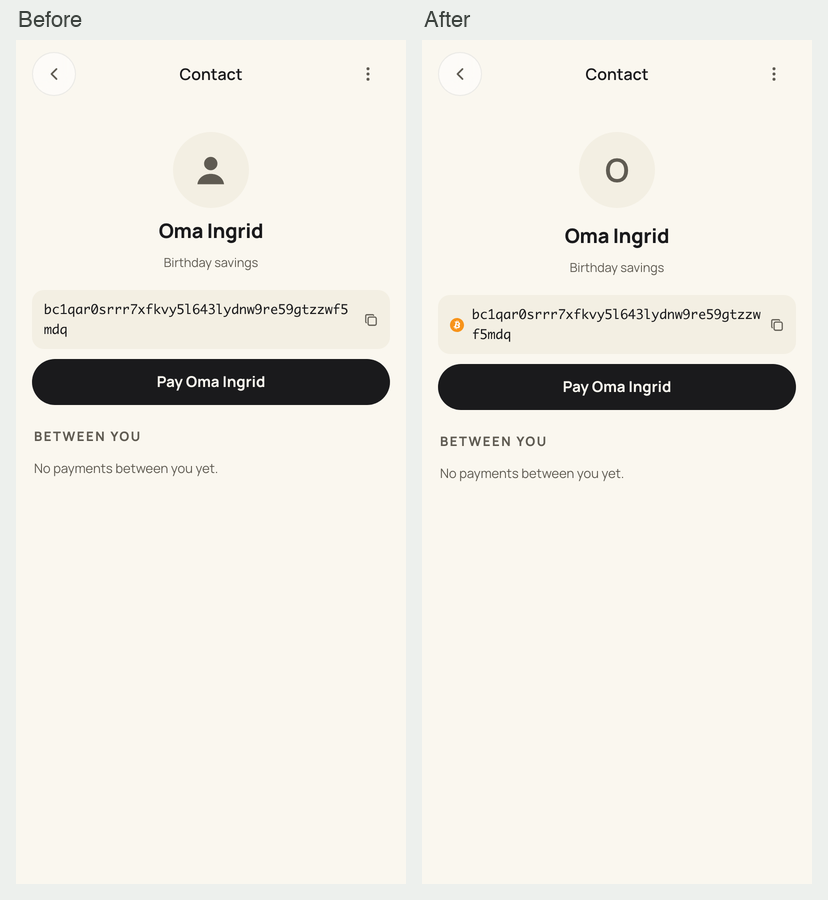 Before
Contact
Oma Ingrid
Birthday savings
bc1qar0srrr7xfkvy5l643lydnw9re59gtzzwf5
mdq
Pay Oma Ingrid
BETWEEN YOU
No payments between you yet.
After
Contact
O
Oma Ingrid
Birthday savings
bc1qar0srrr7xfkvy5l643lydnw9re59gtzzw
f5mdq
Pay Oma Ingrid
BETWEEN YOU
No payments between you yet.